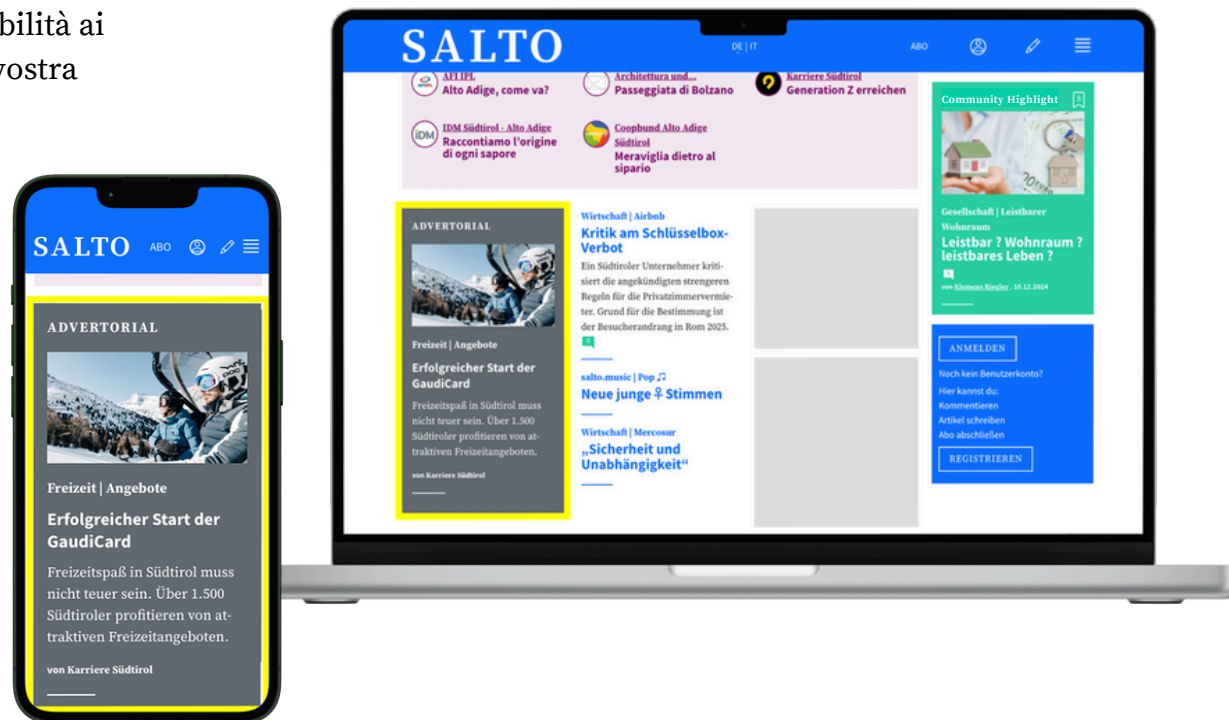 bilità ai
vostra
SALTO
DE | IT
ABO
AFI IPL
Alto Adige, come va?
Architettura und...
Passeggiata di Bolzano
Karriere Südtirol
Generation Z erreichen
IDM
IDM Südtirol - Alto Adige
Raccontiamo l'origine
di ogni sapore
Coopbund Alto Adige
Südtirol
Meraviglia dietro al
sipario
ADVERTORIAL
Freizeit | Angebote
Erfolgreicher Start der
GaudiCard
Freizeitspaß in Südtirol muss
nicht teuer sein. Über 1.500
Südtiroler profitieren von at-
traktiven Freizeitangeboten.
von Karriere Südtirol
Wirtschaft | Airbnb
Kritik am Schlüsselbox-
Verbot
Ein Südtiroler Unternehmer kriti-
siert die angekündigten strengeren
Regeln für die Privatzimmervermie-
ter. Grund für die Bestimmung ist
der Besucherandrang in Rom 2025.
salto.music | Pop ♫
Neue junge ♀ Stimmen
Wirtschaft | Mercosur
„Sicherheit und
Unabhängigkeit“
Community Highlight
Gesellschaft | Leistbarer
Wohnraum
Leistbar ? Wohnraum ?
leistbares Leben ?
von Klemens Riegler , 10.12.2024
ANMELDEN
Noch kein Benutzerkonto?
Hier kannst du:
Kommentieren
Artikel schreiben
Abo abschließen
REGISTRIEREN
SALTO
ABO
ADVERTORIAL
Freizeit | Angebote
Erfolgreicher Start der
GaudiCard
Freizeitspaß in Südtirol muss
nicht teuer sein. Über 1.500
Südtiroler profitieren von at-
traktiven Freizeitangeboten.
von Karriere Südtirol